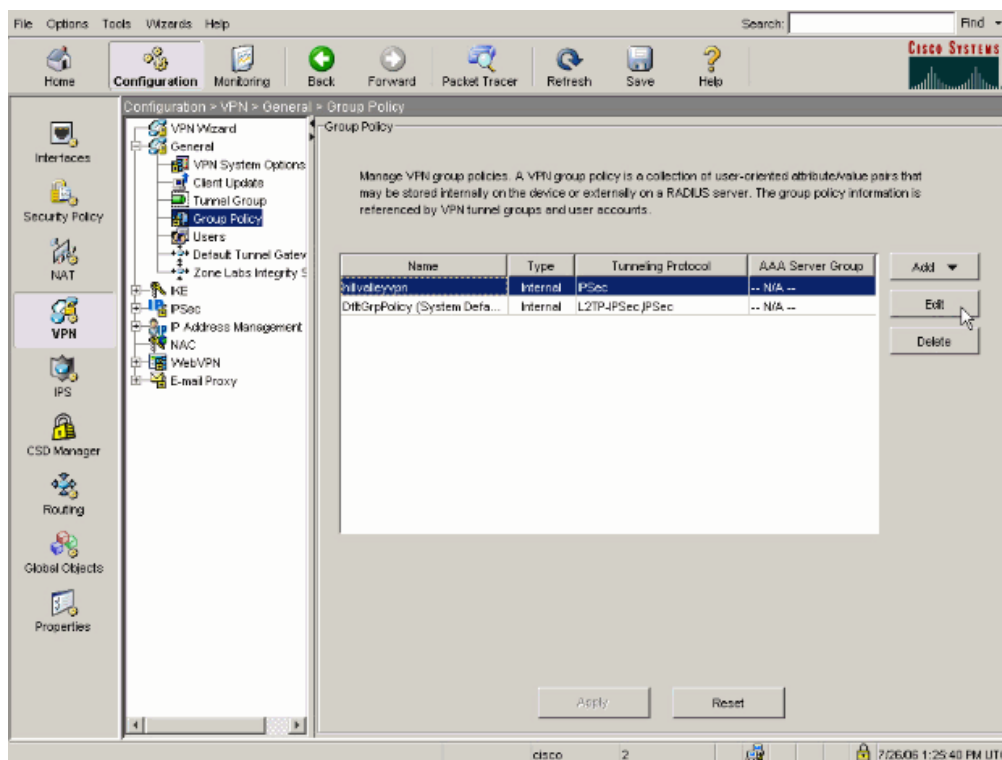 File Options Tools Wizards Help Search: Find
Home Configuration Monitoring Back Forward Packet Tracer Refresh Save Help
CISCO SYSTEMS
Configuration > VPN > General > Group Policy
Interfaces
Security Policy
NAT
VPN
IPS
CSD Manager
Routing
Global Objects
Properties
VPN Wizard
General
VPN System Options
Client Update
Tunnel Group
Group Policy
Users
Default Tunnel Gatew
Zone Labs Integrity S
IKE
IPSec
IP Address Management
NAC
WebVPN
E-mail Proxy
Group Policy
Manage VPN group policies. A VPN group policy is a collection of user-oriented attribute/value pairs that
may be stored internally on the device or externally on a RADIUS server. The group policy information is
referenced by VPN tunnel groups and user accounts.
Name Type Tunneling Protocol AAA Server Group
hillvalleyvpn Internal IPSec -- N/A --
DfltGrpPolicy (System Defa... Internal L2TP-IPSec,IPSec -- N/A --
Add
Edit
Delete
Apply Reset
cisco 2 7/26/06 1:25:40 PM UT